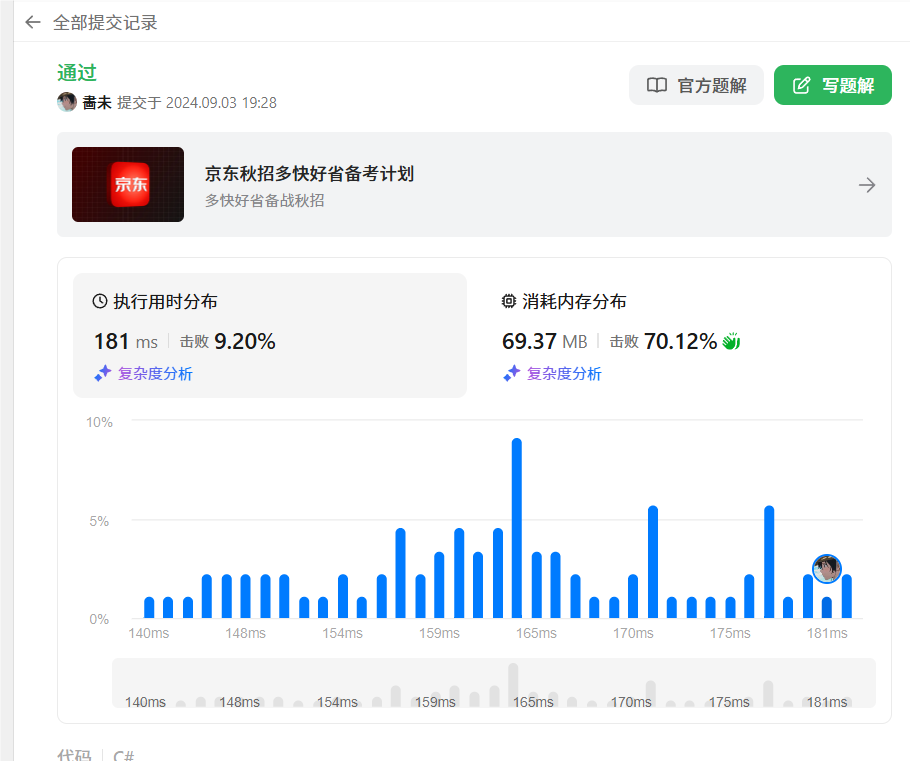 全部提交记录
通过
官方题解
写题解
画未 提交于 2024.09.03 19:28
京东
京东秋招多快好省备考计划
多快好省备战秋招
执行用时分布
181 ms 击败 9.20%
复杂度分析
消耗内存分布
69.37 MB 击败 70.12%
复杂度分析
10%
5%
0%
140ms 148ms 154ms 159ms 165ms 170ms 175ms 181ms
140ms 148ms 154ms 159ms 165ms 170ms 175ms 181ms
代码 C#